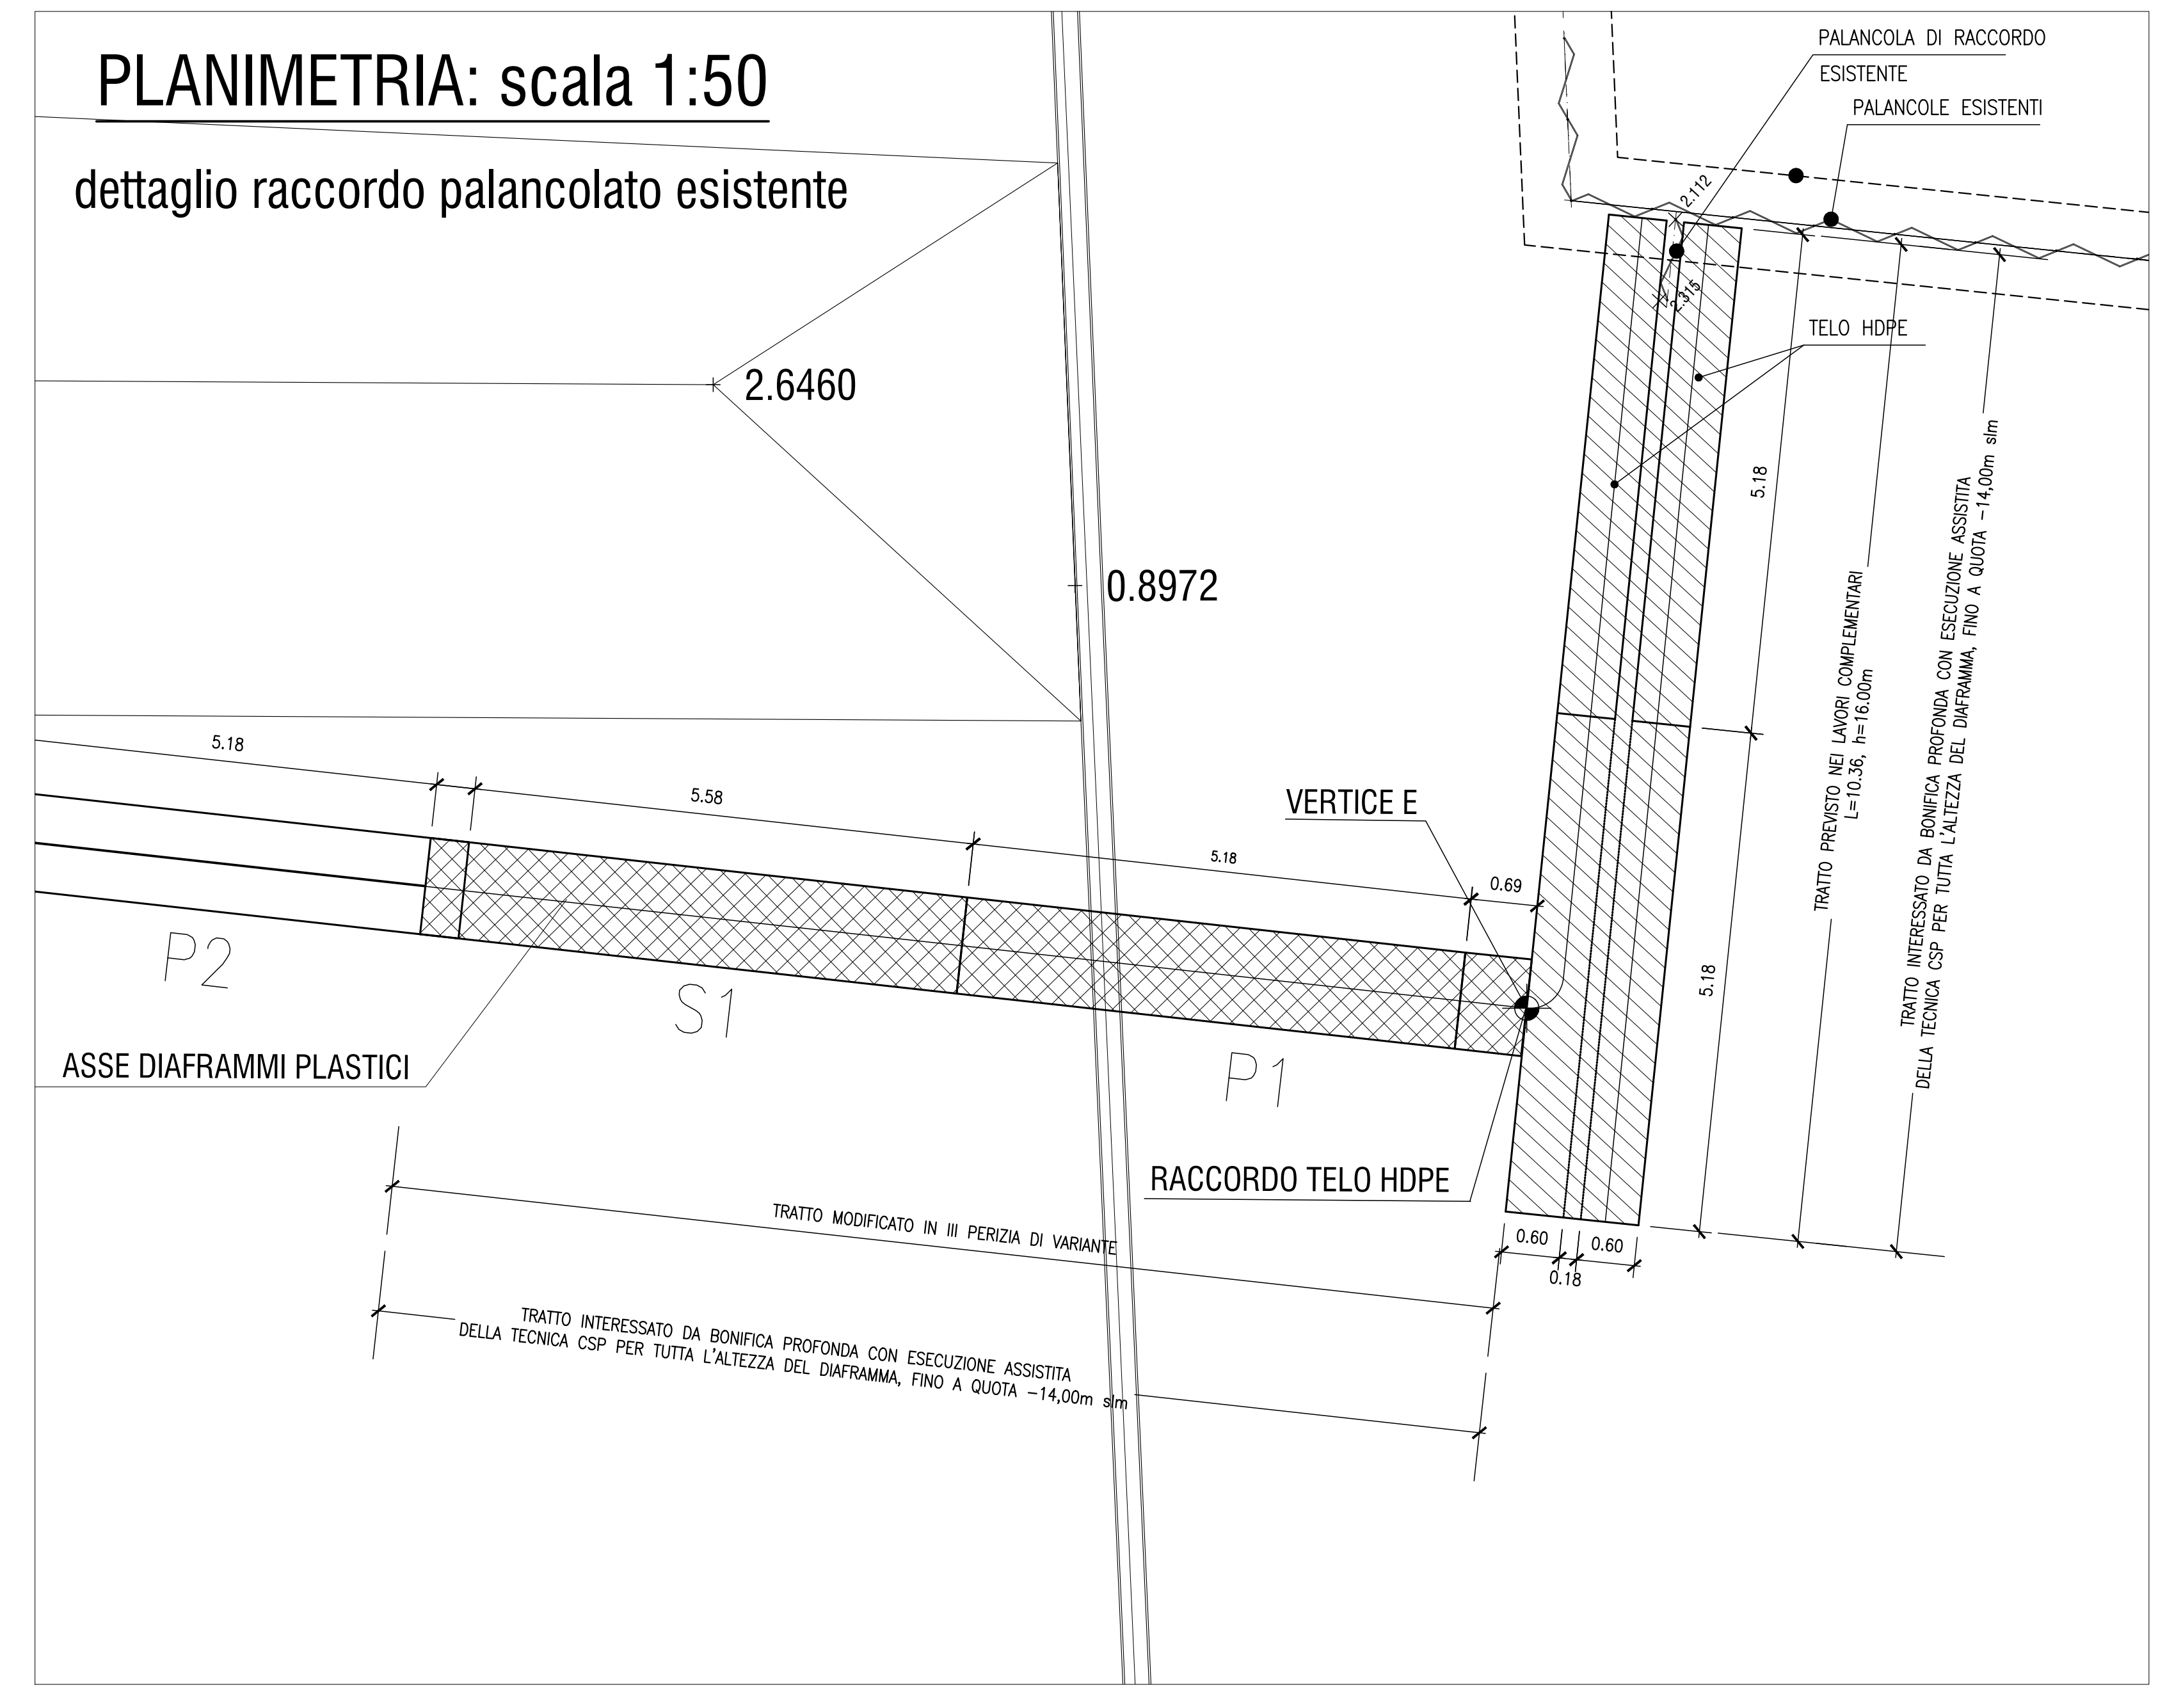 PLANIMETRIA: scala 1:50
dettaglio raccordo palancolato esistente
PALANCOLA DI RACCORDO
ESISTENTE
PALANCOLE ESISTENTI
2.112
2.315
TELO HDPE
2.6460
0.8972
5.18
5.18
TRATTO PREVISTO NEI LAVORI COMPLEMENTARI
L=10.36, h=16.00m
TRATTO INTERESSATO DA BONIFICA PROFONDA CON ESECUZIONE ASSISTITA
DELLA TECNICA CSP PER TUTTA L'ALTEZZA DEL DIAFRAMMA, FINO A QUOTA -14,00m slm
5.18
5.58
5.18
0.69
VERTICE E
P2
S1
P1
ASSE DIAFRAMMI PLASTICI
RACCORDO TELO HDPE
0.60
0.18
0.60
TRATTO MODIFICATO IN III PERIZIA DI VARIANTE
TRATTO INTERESSATO DA BONIFICA PROFONDA CON ESECUZIONE ASSISTITA
DELLA TECNICA CSP PER TUTTA L'ALTEZZA DEL DIAFRAMMA, FINO A QUOTA -14,00m slm